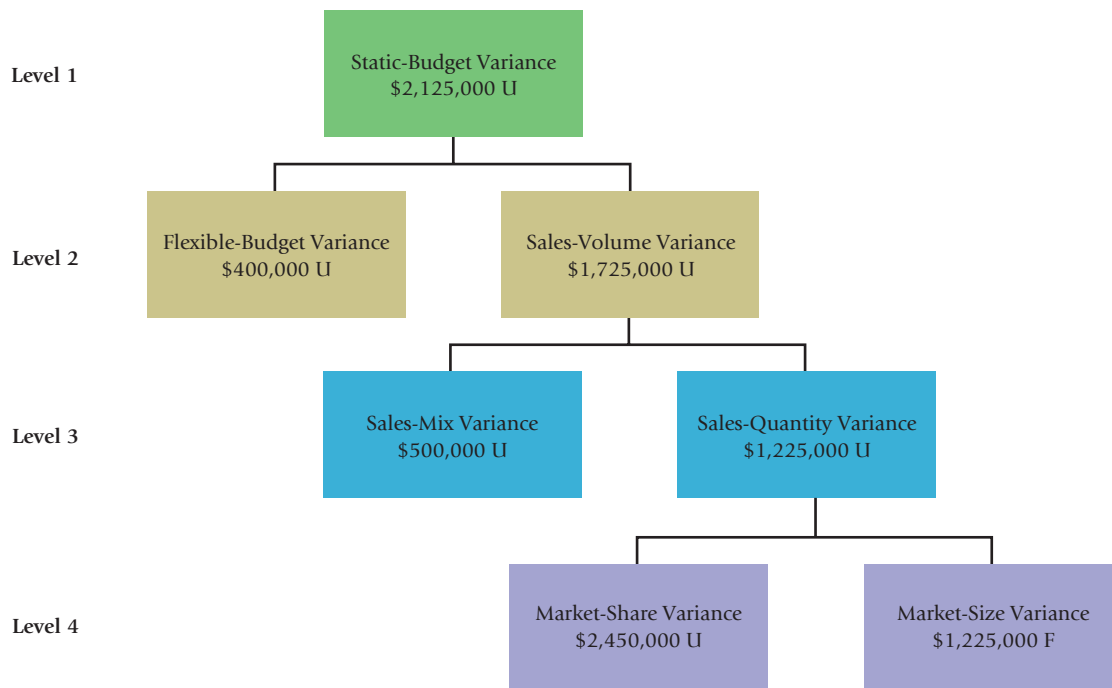 Level 1
Static-Budget Variance
$2,125,000 U
Level 2
Flexible-Budget Variance
$400,000 U
Sales-Volume Variance
$1,725,000 U
Level 3
Sales-Mix Variance
$500,000 U
Sales-Quantity Variance
$1,225,000 U
Level 4
Market-Share Variance
$2,450,000 U
Market-Size Variance
$1,225,000 F